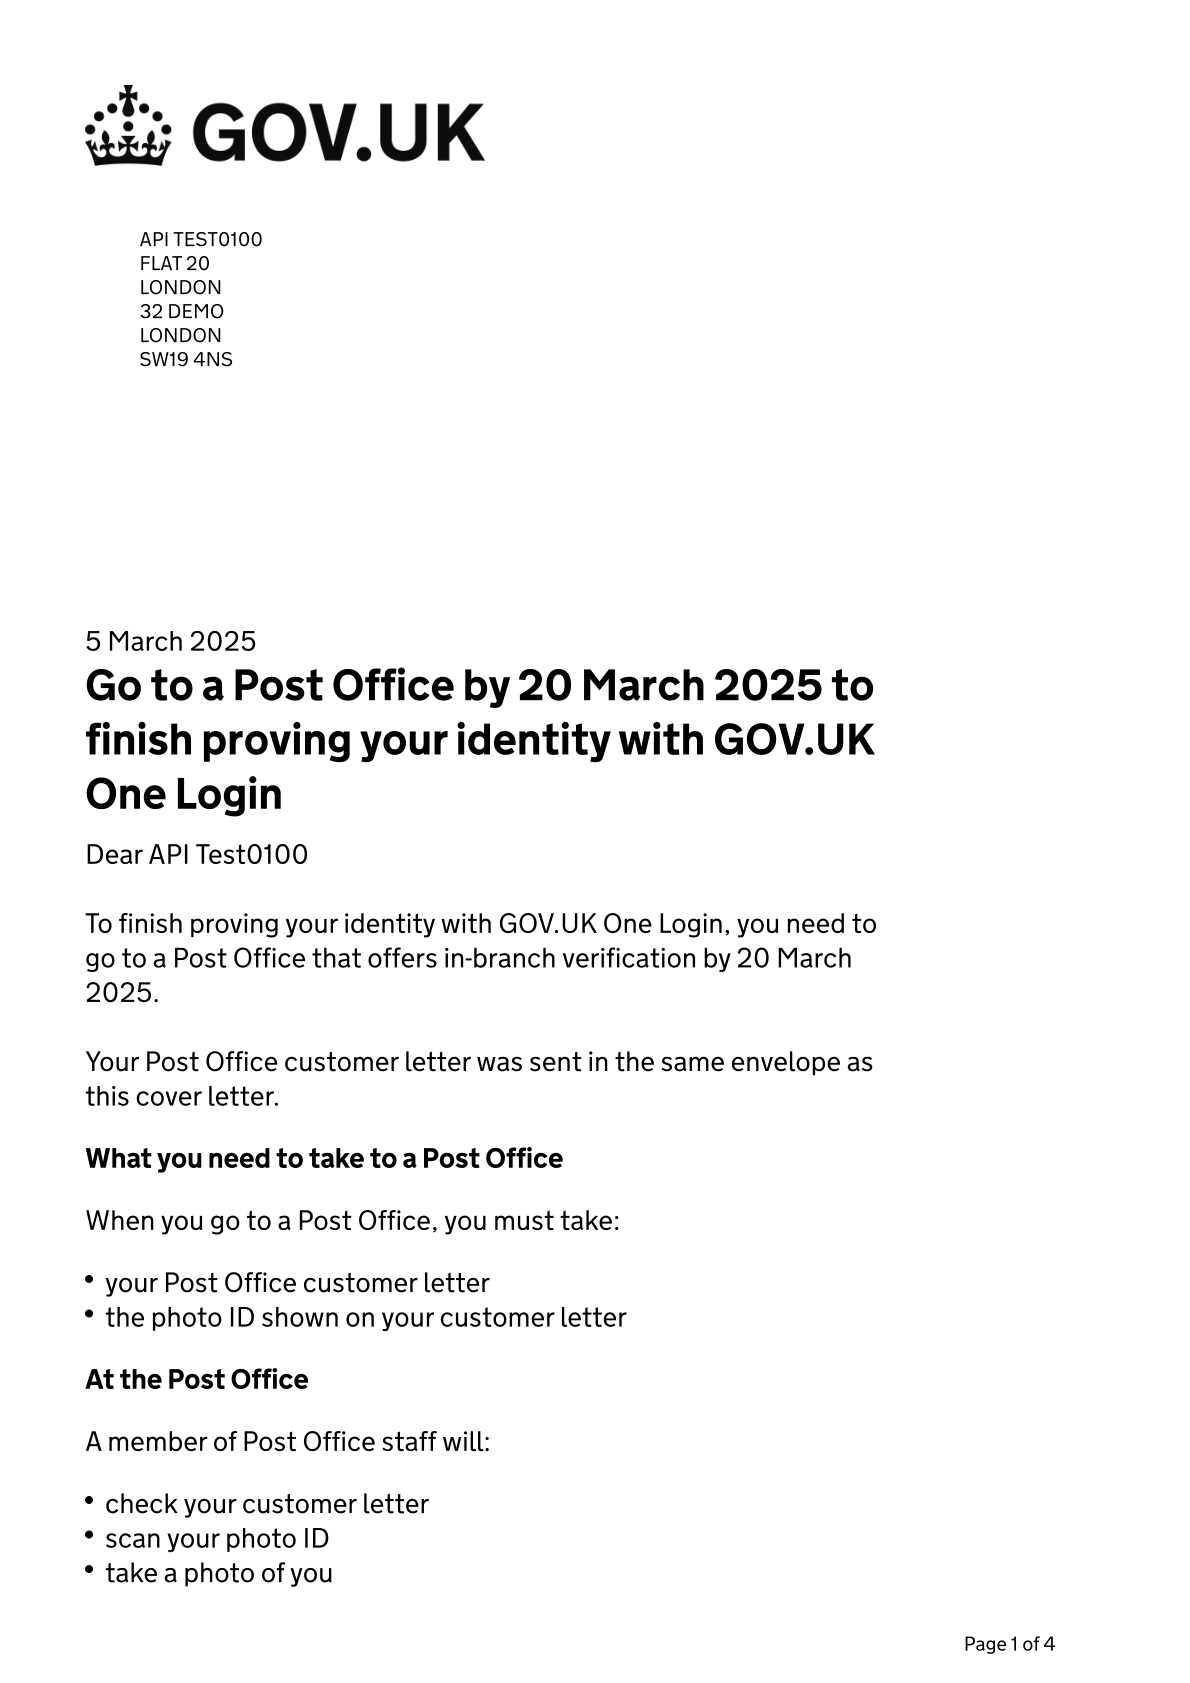 GOV.UK
API TEST0100
FLAT 20
LONDON
32 DEMO
LONDON
SW19 4NS
5 March 2025
Go to a Post Office by 20 March 2025 to
finish proving your identity with GOV.UK
One Login
Dear API Test0100
To finish proving your identity with GOV.UK One Login, you need to
go to a Post Office that offers in-branch verification by 20 March
2025.
Your Post Office customer letter was sent in the same envelope as
this cover letter.
What you need to take to a Post Office
When you go to a Post Office, you must take:
• your Post Office customer letter
• the photo ID shown on your customer letter
At the Post Office
A member of Post Office staff will:
• check your customer letter
• scan your photo ID
• take a photo of you
Page 1 of 4